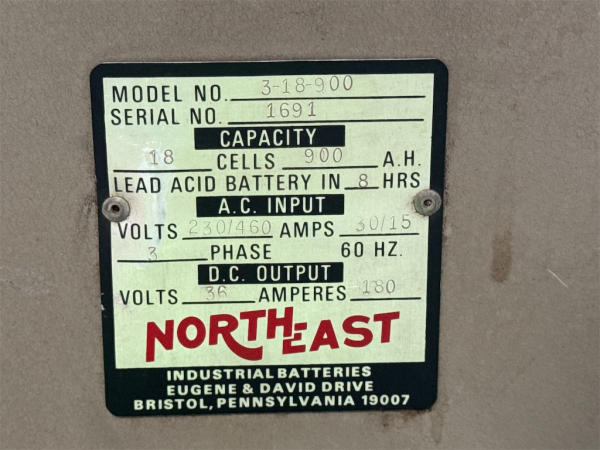 MODEL NO. 3-18-900
SERIAL NO. 1691
CAPACITY
18 CELLS 900 A.H.
LEAD ACID BATTERY IN 8 HRS
A.C. INPUT
VOLTS 230/460 AMPS 30/15
3 PHASE 60 HZ.
D.C. OUTPUT
VOLTS 36 AMPERES 180
NORTHEAST
INDUSTRIAL BATTERIES
EUGENE & DAVID DRIVE
BRISTOL, PENNSYLVANIA 19007